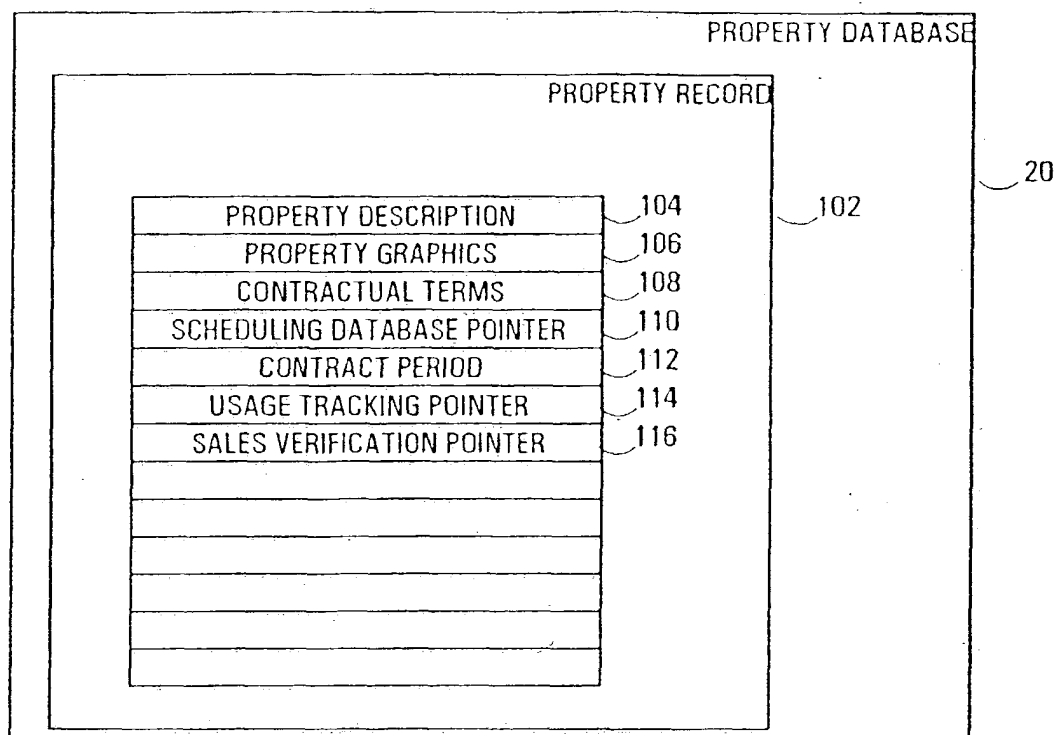 PROPERTY DATABASE
PROPERTY RECORD
20
PROPERTY DESCRIPTION 104 102
PROPERTY GRAPHICS 106
CONTRACTUAL TERMS 108
SCHEDULING DATABASE POINTER 110
CONTRACT PERIOD 112
USAGE TRACKING POINTER 114
SALES VERIFICATION POINTER 116